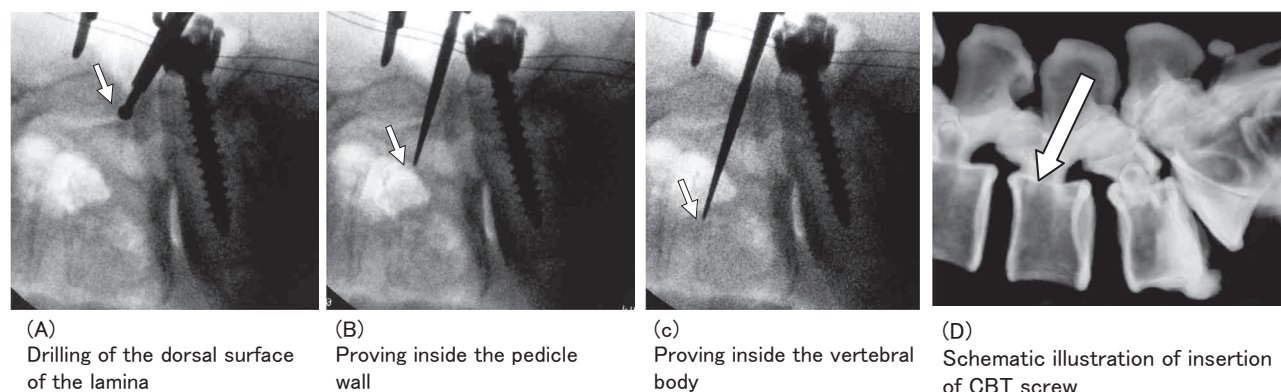 (A)
Drilling of the dorsal surface
of the lamina
(B)
Proving inside the pedicle
wall
(c)
Proving inside the vertebral
body
(D)
Schematic illustration of insertion
of CBT screw